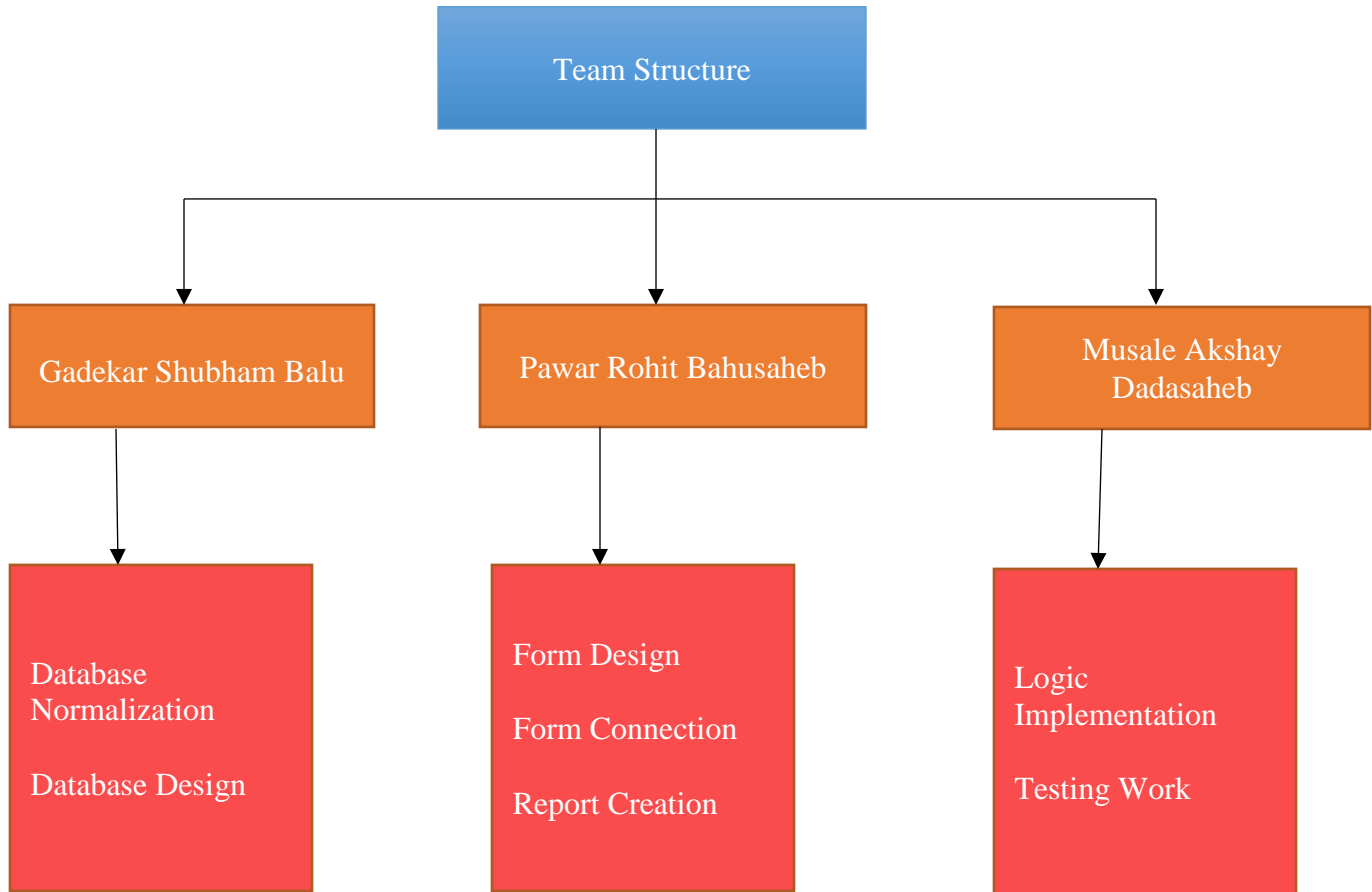 Team Structure
Gadekar Shubham Balu
Pawar Rohit Bahusaheb
Musale Akshay
Dadasaheb
Database
Normalization
Database Design
Form Design
Form Connection
Report Creation
Logic
Implementation
Testing Work